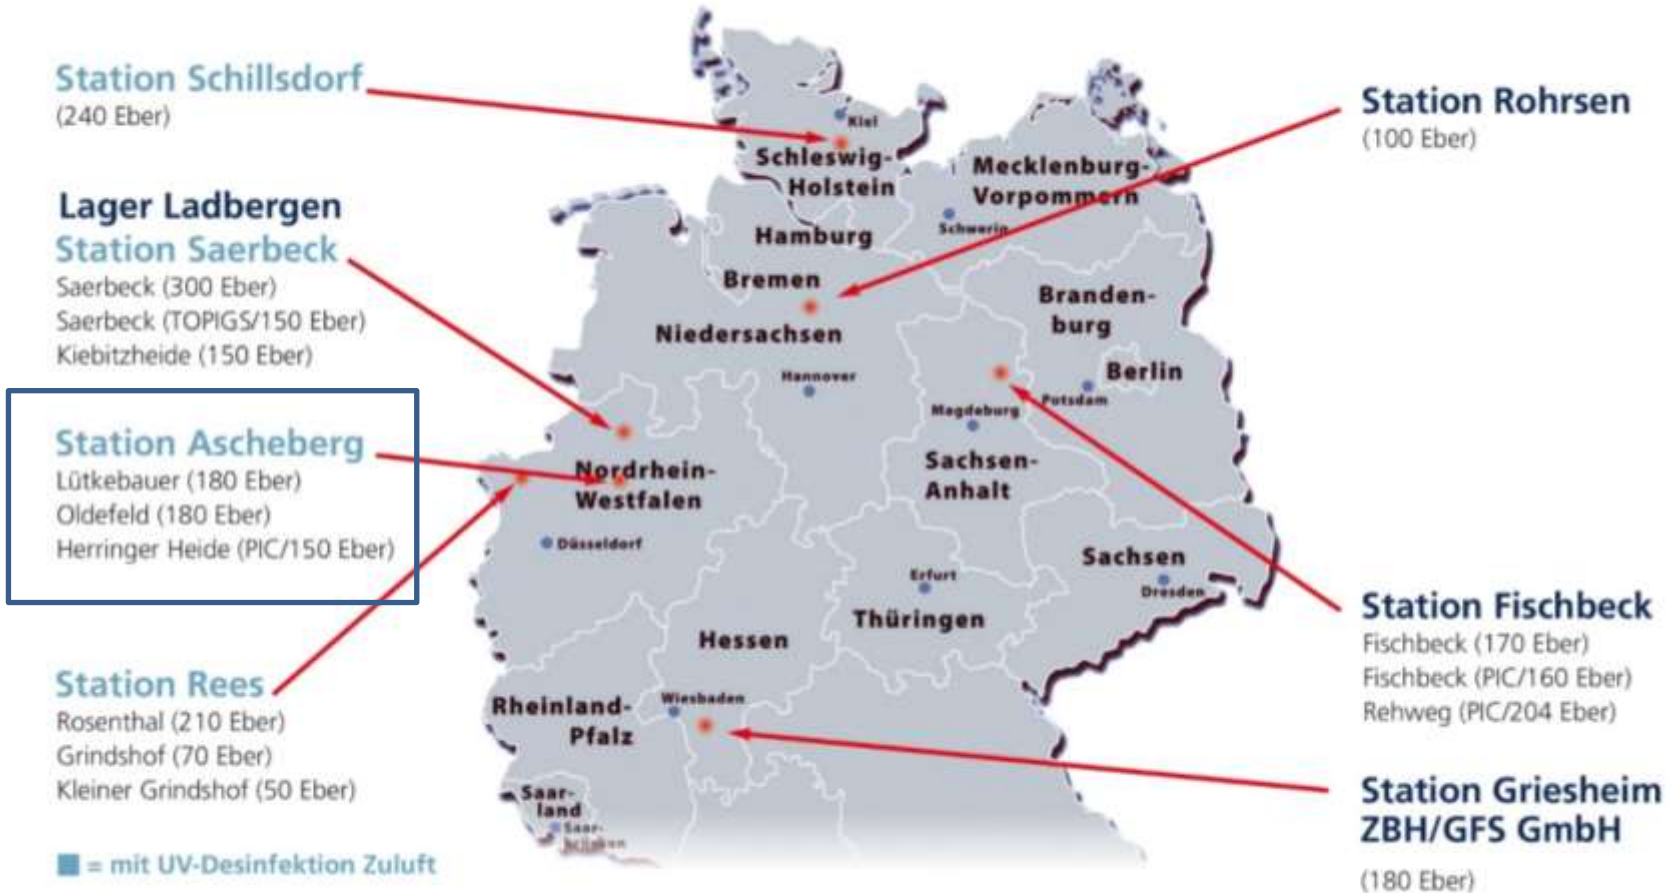 Station Schillsdorf
(240 Eber)
Lager Ladbergen
Station Saerbeck
Saerbeck (300 Eber)
Saerbeck (TOPIGS/150 Eber)
Kiebitzheide (150 Eber)
Station Ascheberg
Lütkebauer (180 Eber)
Oldefeld (180 Eber)
Herringer Heide (PIC/150 Eber)
Station Rees
Rosenthal (210 Eber)
Grindshof (70 Eber)
Kleiner Grindshof (50 Eber)
= mit UV-Desinfektion Zuluft
Kiel
Schleswig-
Holstein
Mecklenburg-
Vorpommern
Schwerin
Hamburg
Bremen
Niedersachsen
Hannover
Branden-
burg
Berlin
Potsdam
Magdeburg
Sachsen-
Anhalt
Nordrhein-
Westfalen
Düsseldorf
Sachsen
Dresden
Erfurt
Thüringen
Hessen
Wiesbaden
Rheinland-
Pfalz
Saar-
land
Saar-
brücken
Station Rohrsen
(100 Eber)
Station Fischbeck
Fischbeck (170 Eber)
Fischbeck (PIC/160 Eber)
Rehweg (PIC/204 Eber)
Station Griesheim
ZBH/GFS GmbH
(180 Eber)